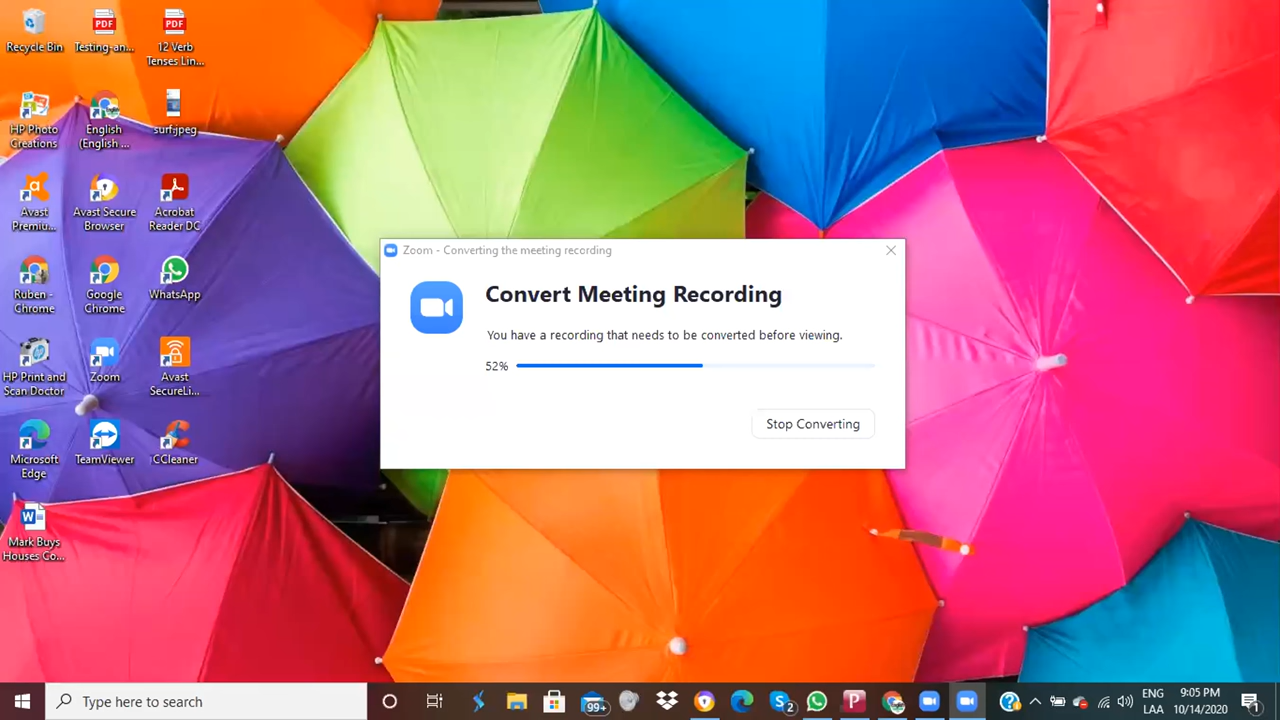 Recycle Bin
Testing-an...
12 Verb
Tenses Lin...
HP Photo
Creations
English
(English ...
surf.jpeg
Avast
Premiu...
Avast Secure
Browser
Acrobat
Reader DC
Ruben -
Chrome
Google
Chrome
WhatsApp
HP Print and
Scan Doctor
Zoom
Avast
SecureLi...
Microsoft
Edge
TeamViewer
CCleaner
Mark Buys
Houses Co...
Zoom - Converting the meeting recording
Convert Meeting Recording
You have a recording that needs to be converted before viewing.
52%
Stop Converting
Type here to search
99+
2
ENG
LAA
9:05 PM
10/14/2020
1